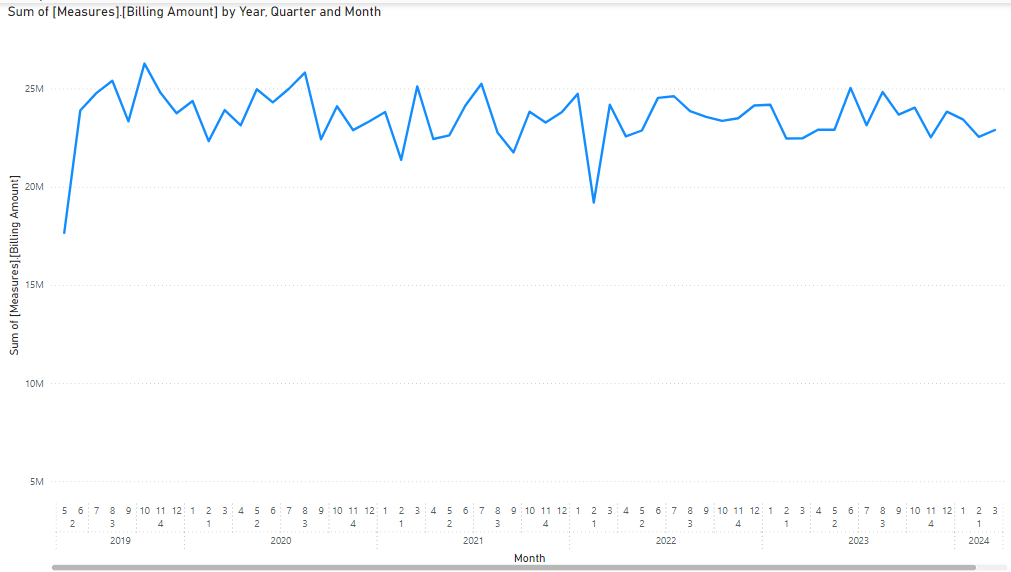 Sum of [Measures].[Billing Amount] by Year, Quarter and Month
25M
20M
15M
10M
5M
Sum of [Measures].[Billing Amount]
5 6 7 8 9 10 11 12 1 2 3 4 5 6 7 8 9 10 11 12 1 2 3 4 5 6 7 8 9 10 11 12 1 2 3 4 5 6 7 8 9 10 11 12 1 2 3 4 5 6 7 8 9 10 11 12 1 2 3
2 3 4 1 2 3 4 1 2 3 4 1 2 3 4 1 2 3 4 1
2019 2020 2021 2022 2023 2024
Month